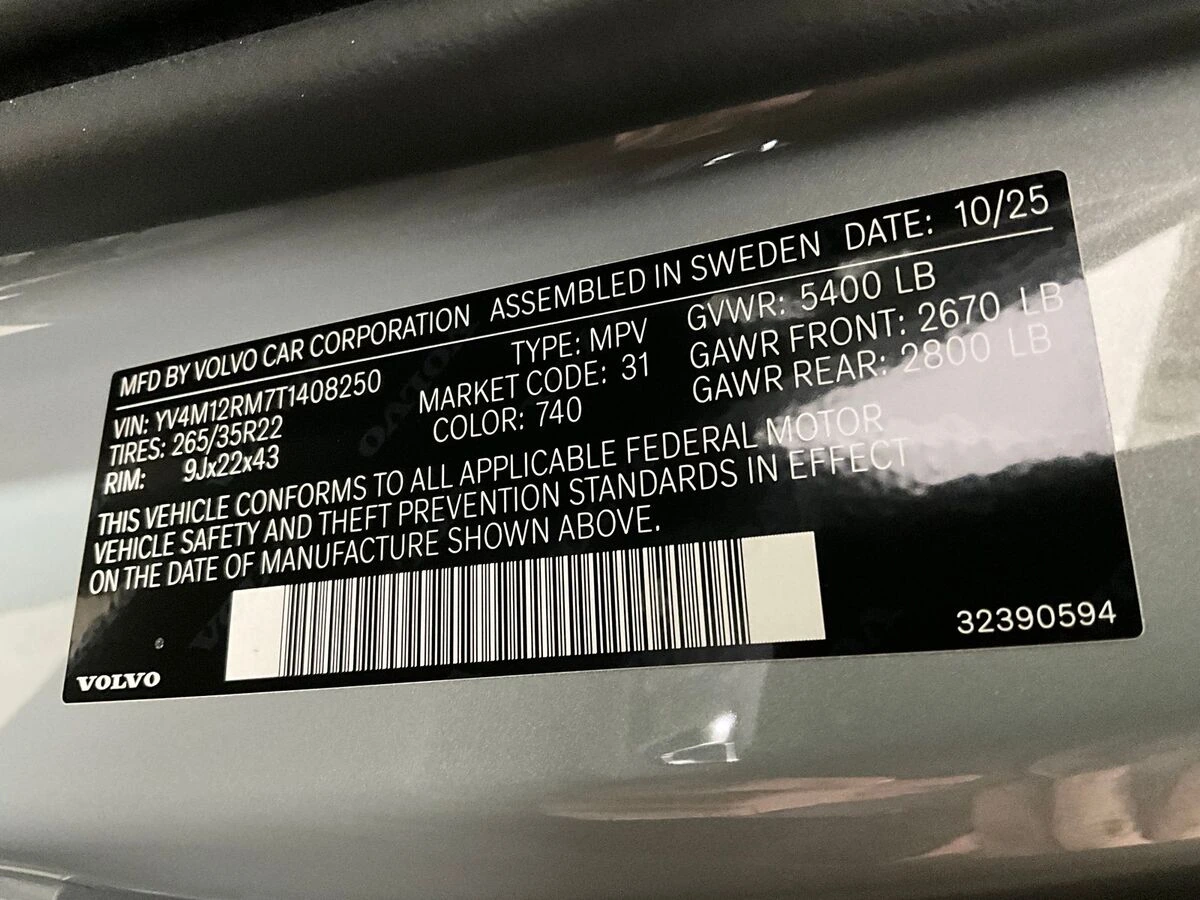 MFD BY VOLVO CAR CORPORATION ASSEMBLED IN SWEDEN DATE: 10/25
VIN: YV4M12RM7T1408250 TYPE: MPV GVWR: 5400 LB
TIRES: 265/35R22 MARKET CODE: 31 GAWR FRONT: 2670 LB
RIM: 9Jx22x43 COLOR: 740 GAWR REAR: 2800 LB
THIS VEHICLE CONFORMS TO ALL APPLICABLE FEDERAL MOTOR
VEHICLE SAFETY AND THEFT PREVENTION STANDARDS IN EFFECT
ON THE DATE OF MANUFACTURE SHOWN ABOVE.
VOLVO 32390594